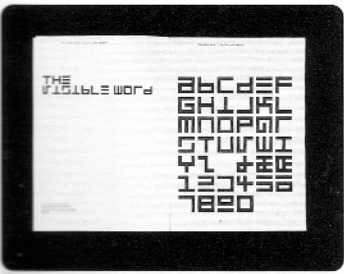 THE
VISIbLE WOrd
abCdEF
GHIJKL
MNOPQR
STUVWX
YZ &
123456
7890